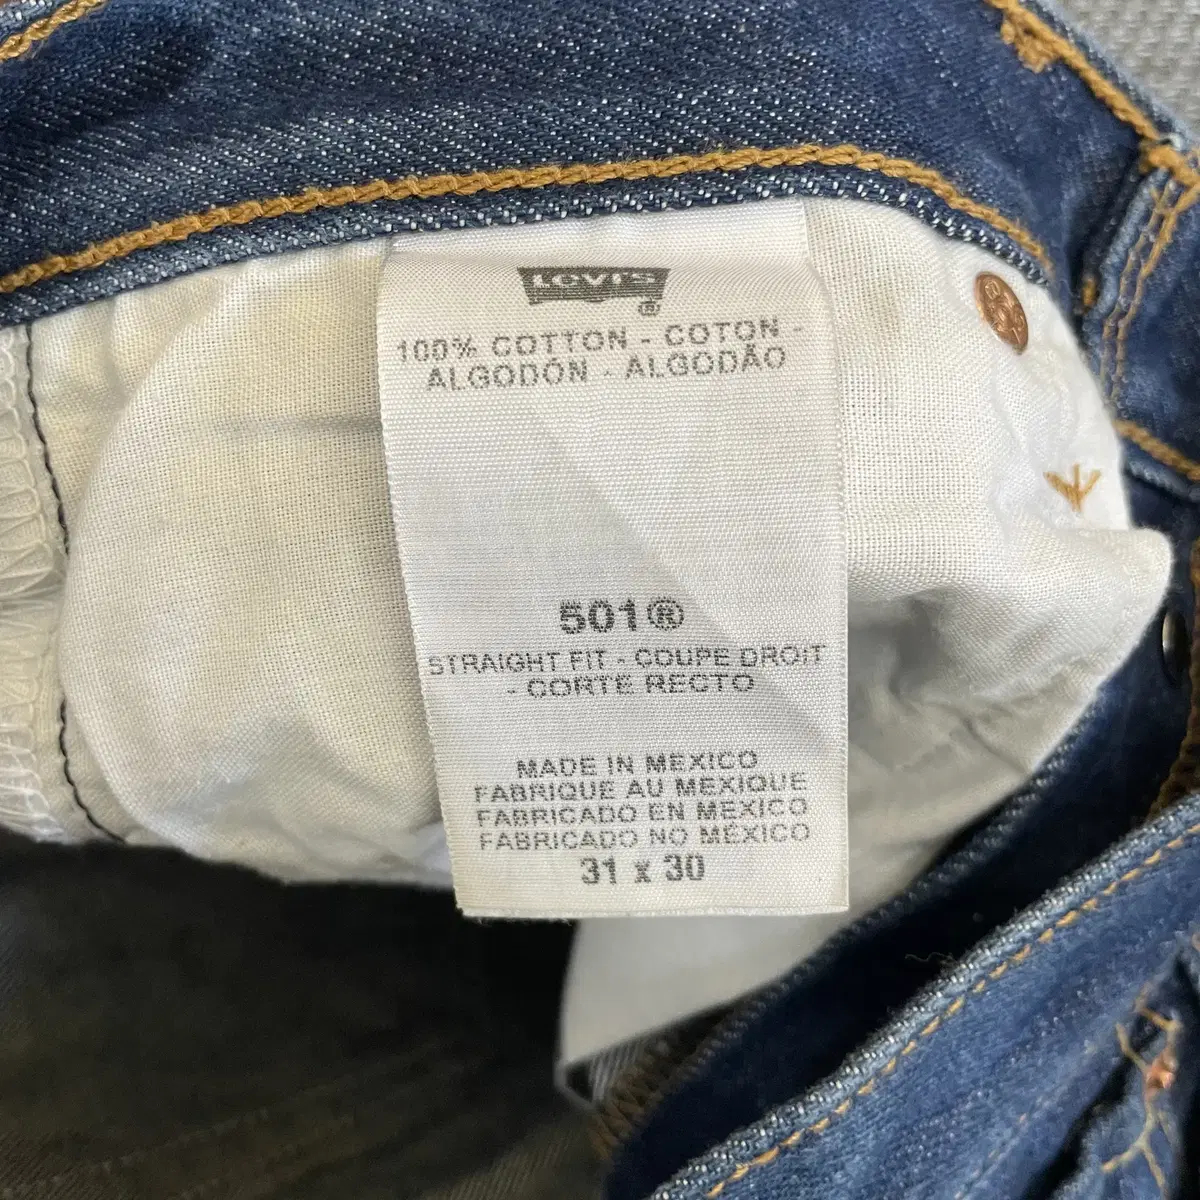 LEVI'S
®
100% COTTON - COTON -
ALGODÓN - ALGODÃO
501®
STRAIGHT FIT - COUPE DROIT
- CORTE RECTO
MADE IN MEXICO
FABRIQUE AU MEXIQUE
FABRICADO EN MEXICO
FABRICADO NO MÉXICO
31 x 30